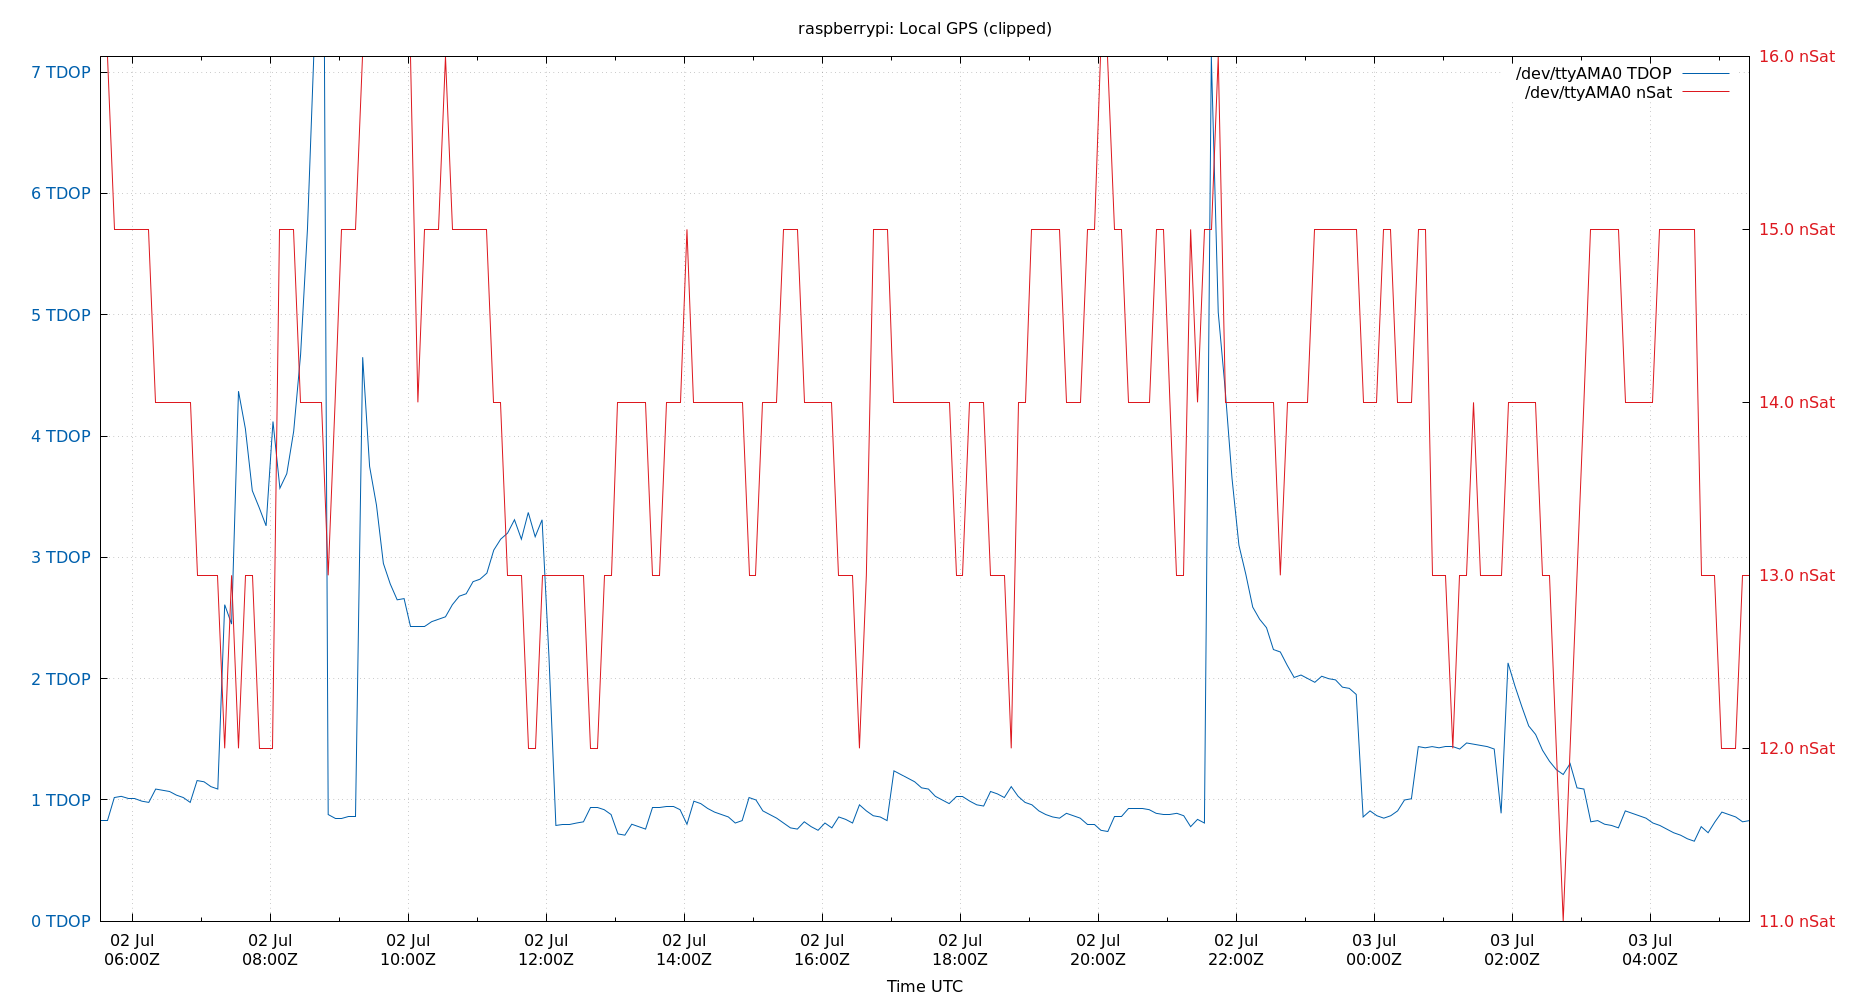 raspberrypi: Local GPS (clipped)
/dev/ttyAMA0 TDOP
/dev/ttyAMA0 nSat
7 TDOP
6 TDOP
5 TDOP
4 TDOP
3 TDOP
2 TDOP
1 TDOP
0 TDOP
16.0 nSat
15.0 nSat
14.0 nSat
13.0 nSat
12.0 nSat
11.0 nSat
02 Jul
06:00Z
02 Jul
08:00Z
02 Jul
10:00Z
02 Jul
12:00Z
02 Jul
14:00Z
02 Jul
16:00Z
02 Jul
18:00Z
02 Jul
20:00Z
02 Jul
22:00Z
03 Jul
00:00Z
03 Jul
02:00Z
03 Jul
04:00Z
Time UTC